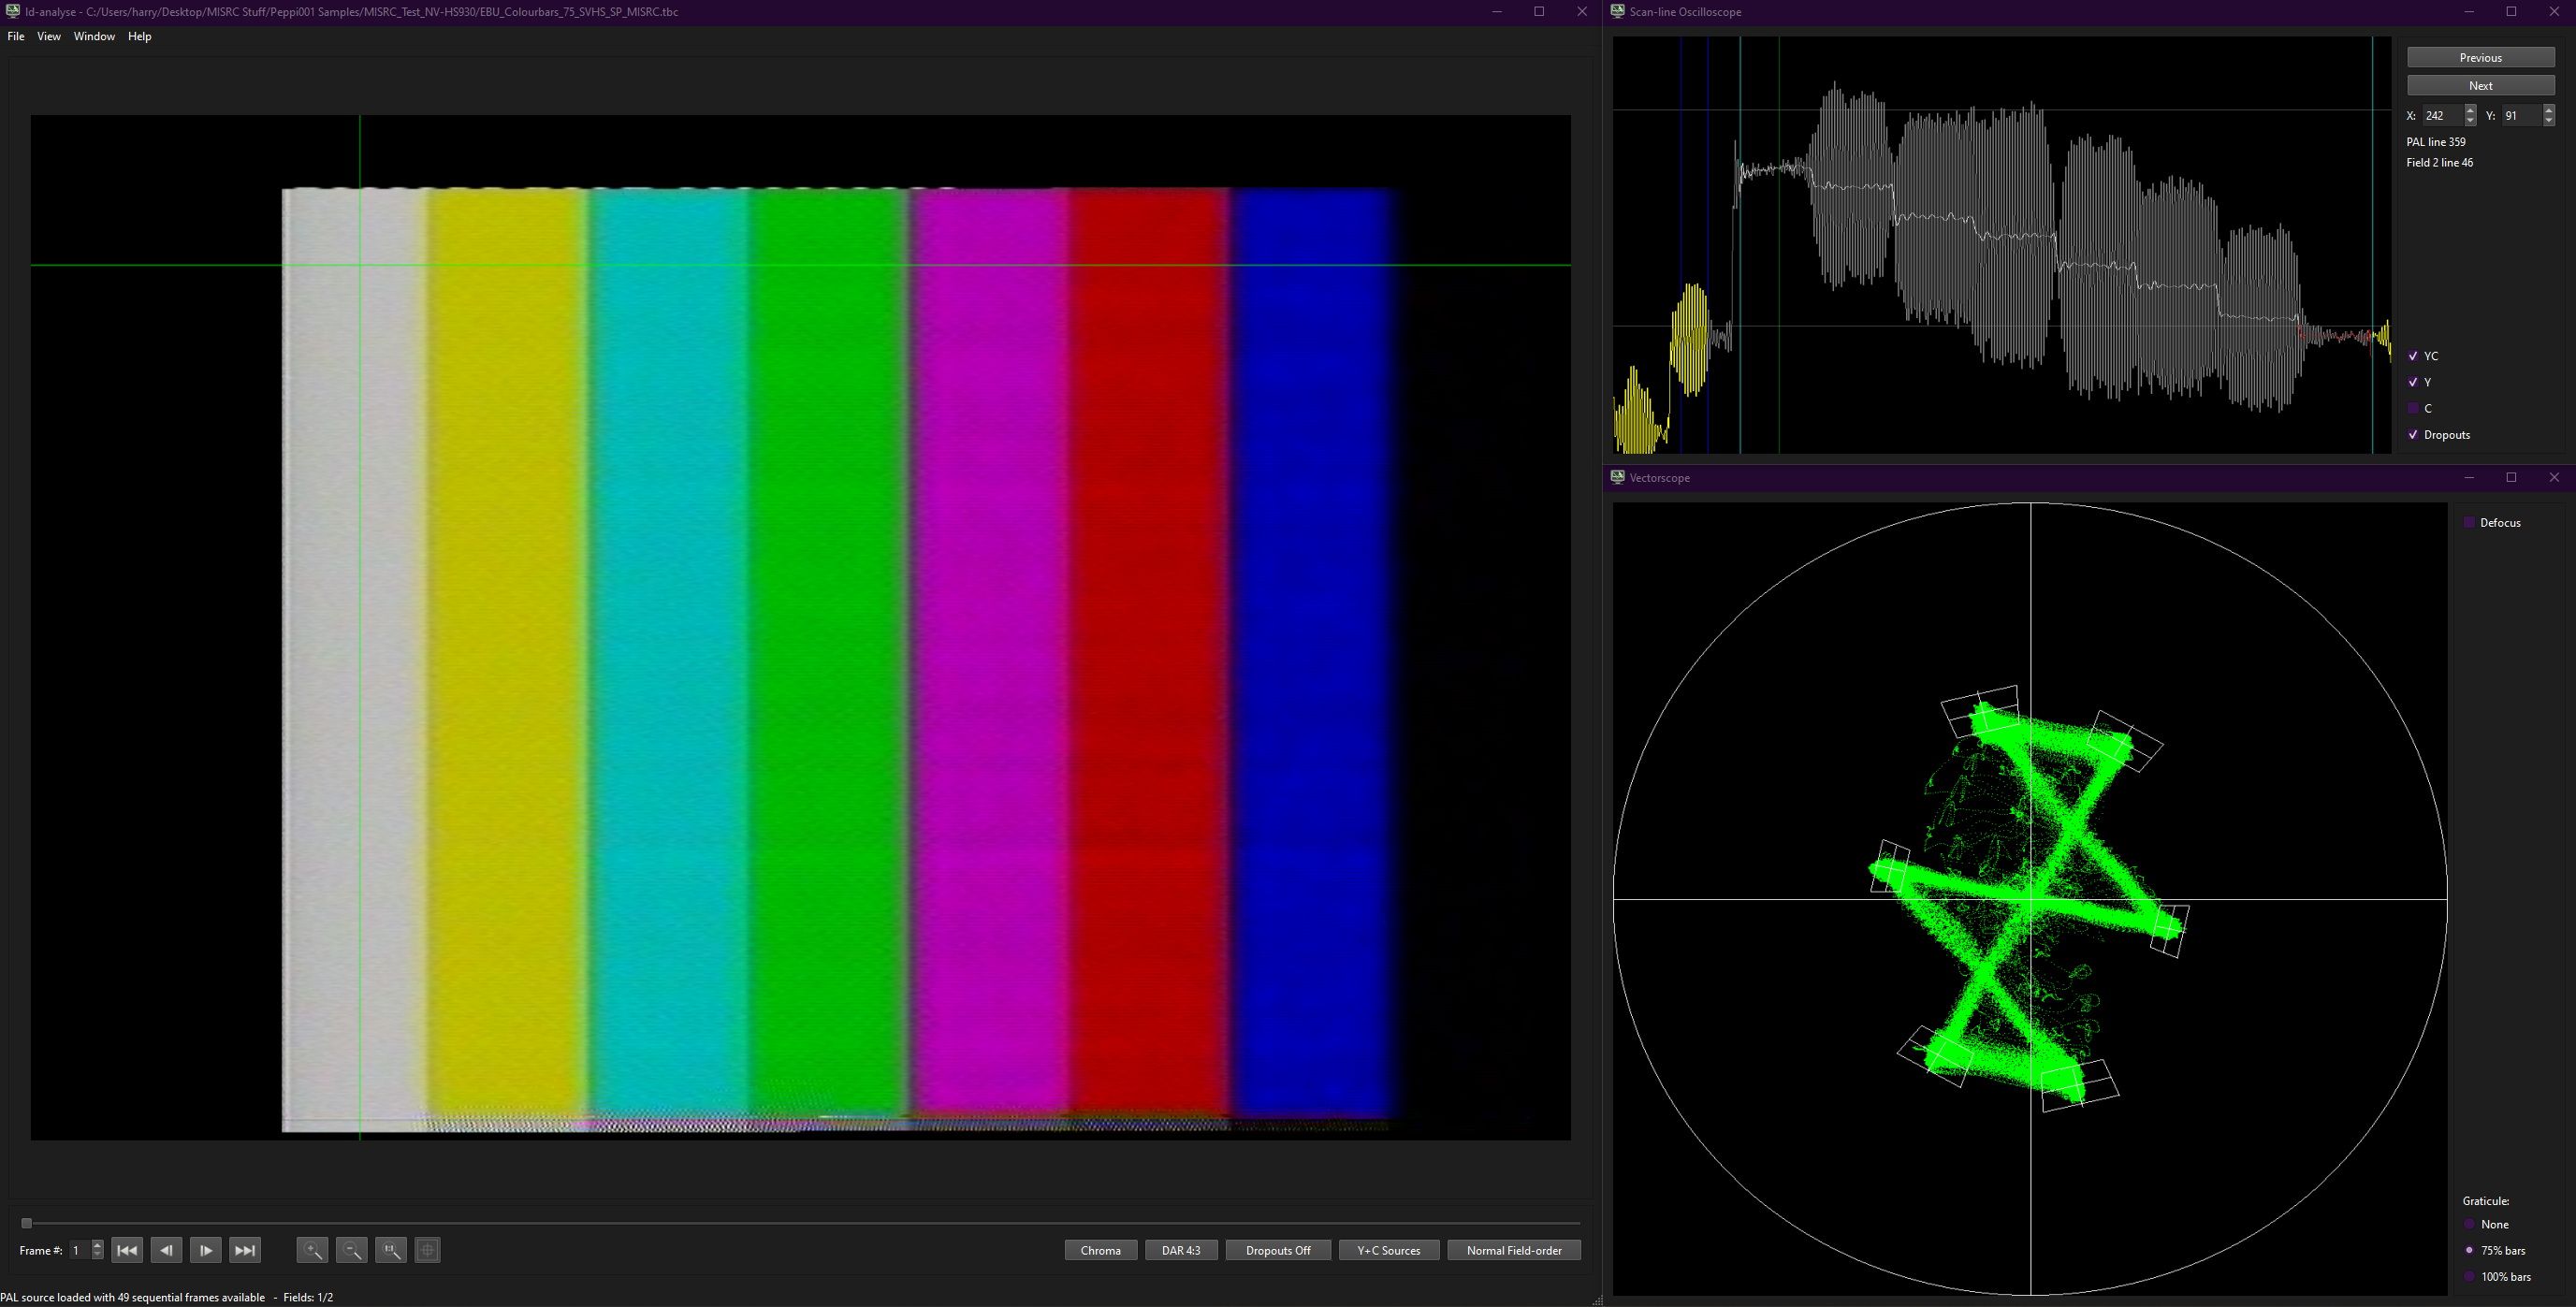 ld-analyse - C:/Users/harry/Desktop/MISRC Stuff/Peppi001 Samples/MISRC_Test_NV-HS930/EBU_Colourbars_75_SVHS_SP_MISRC.tbc
File View Window Help
Frame #: 1
1:1
Chroma DAR 4:3 Dropouts Off Y+C Sources Normal Field-order
PAL source loaded with 49 sequential frames available - Fields: 1/2
Scan-line Oscilloscope
Previous
Next
X: 242 Y: 91
PAL line 359
Field 2 line 46
YC
Y
C
Dropouts
Vectorscope
Defocus
Graticule:
None
75% bars
100% bars